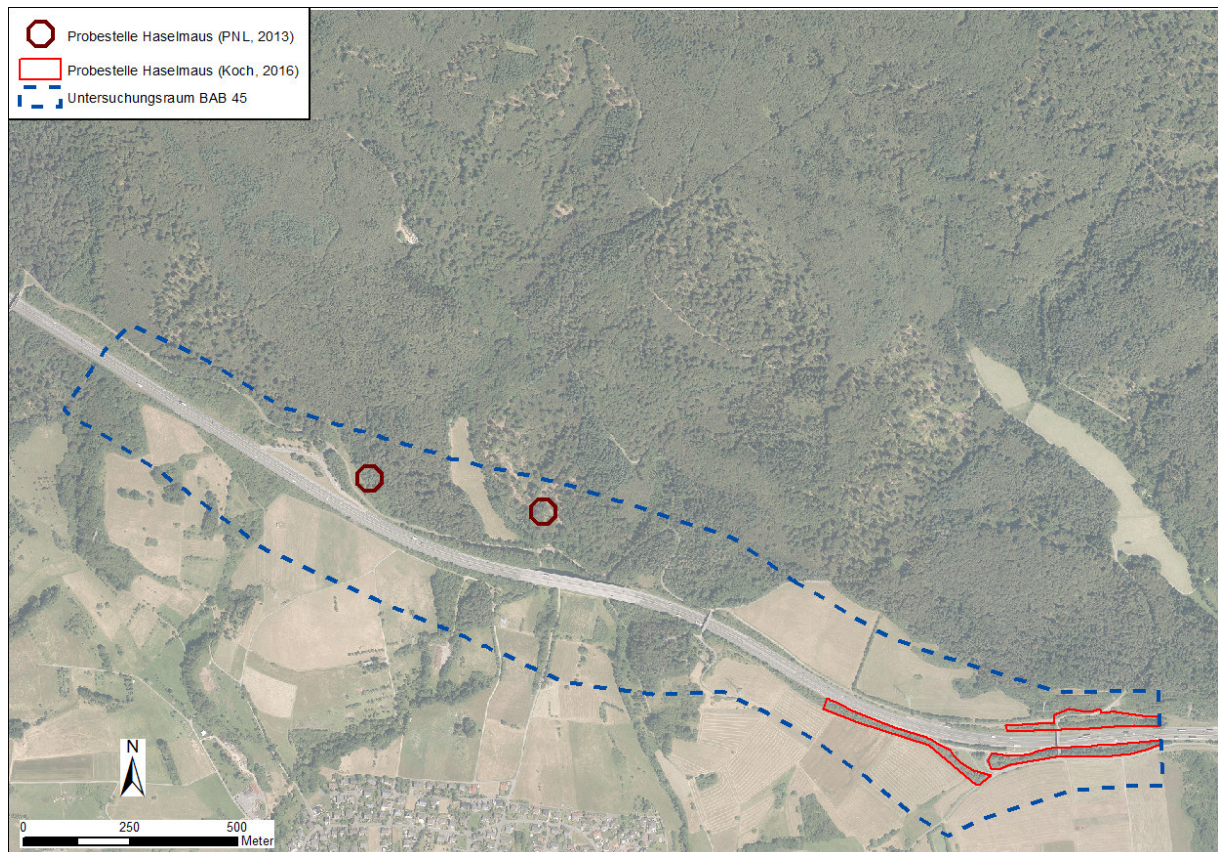 Probestelle Haselmaus (PNL, 2013)
Probestelle Haselmaus (Koch, 2016)
Untersuchungsraum BAB 45
N
0 250 500
Meter